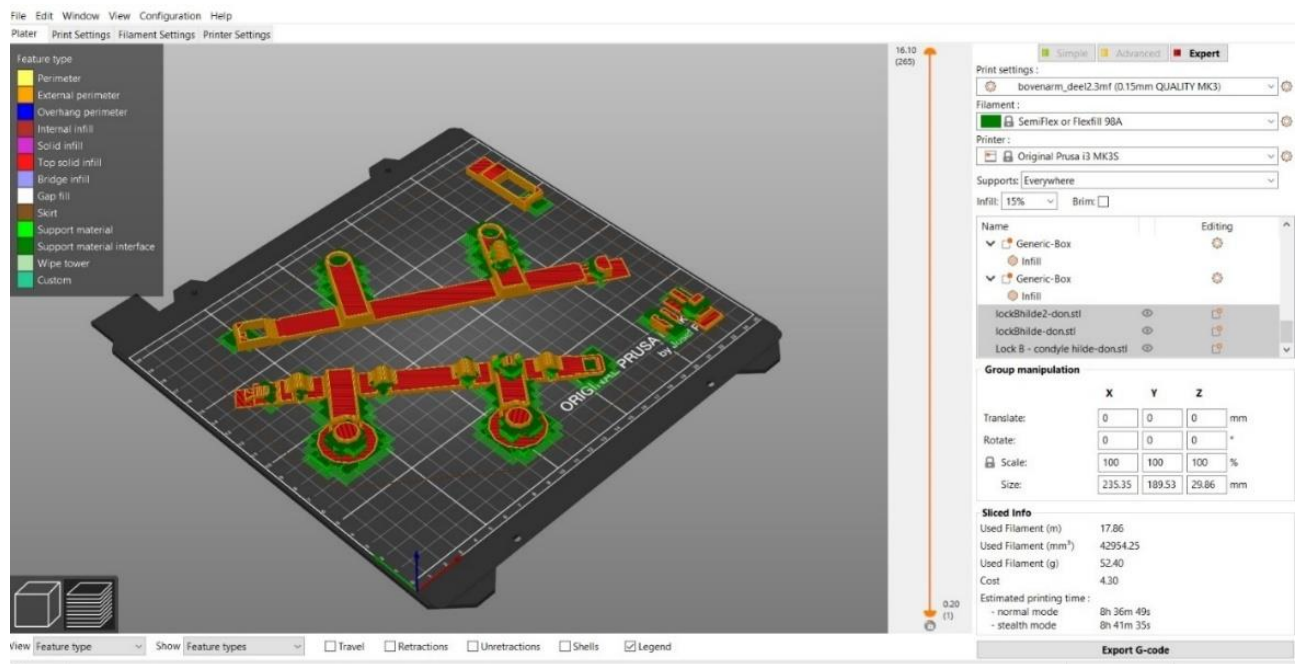 File Edit Window View Configuration Help
Plater Print Settings Filament Settings Printer Settings
Feature type
Perimeter
External perimeter
Overhang perimeter
Internal infill
Solid infill
Top solid infill
Bridge infill
Gap fill
Skirt
Support material
Support material interface
Wipe tower
Custom
ORIGINAL PRUSA
by Josef
16.10
(265)
0.20
(1)
Simple Advanced Expert
Print settings :
bovenarm_deel2.3mf (0.15mm QUALITY MK3)
Filament :
SemiFlex or Flexfill 98A
Printer :
Original Prusa i3 MK3S
Supports: Everywhere
Infill: 15% Brim:
Name Editing
Generic-Box
Infill
Generic-Box
Infill
lockBhilde2-don.stl
lockBhilde-don.stl
Lock B - condyle hilde-don.stl
Group manipulation
X Y Z
Translate: 0 0 0 mm
Rotate: 0 0 0 °
Scale: 100 100 100 %
Size: 235.35 189.53 29.86 mm
Sliced Info
Used Filament (m) 17.86
Used Filament (mm³) 42954.25
Used Filament (g) 52.40
Cost 4.30
Estimated printing time :
- normal mode 8h 36m 49s
- stealth mode 8h 41m 35s
Export G-code
View Feature type Show Feature types Travel Retractions Unretractions Shells Legend